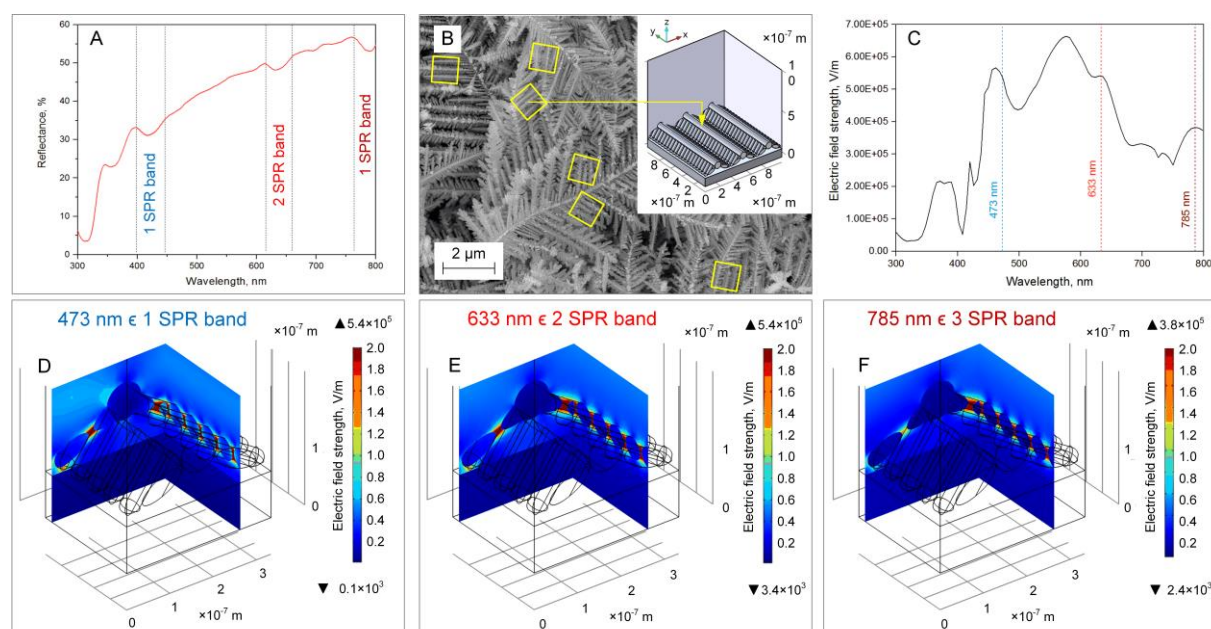 A
60
50
40
30
20
10
0
Reflectance, %
300 400 500 600 700 800
Wavelength, nm
1 SPR band
2 SPR band
1 SPR band
B
2 µm
z
y x
×10⁻⁷ m
1
0
5
0
8 6 4 2 0
2 4 6 8
×10⁻⁷ m ×10⁻⁷ m
C
7.00E+05
6.00E+05
5.00E+05
4.00E+05
3.00E+05
2.00E+05
1.00E+05
0.00
Electric field strength, V/m
300 400 500 600 700 800
Wavelength, nm
473 nm
633 nm
785 nm
473 nm ϵ 1 SPR band
D
×10⁻⁷ m
▲5.4×10⁵
2.0
1.8
1.6
1.4
1.2
1.0
0.8
0.6
0.4
0.2
Electric field strength, V/m
▼ 0.1×10³
1
0
3
2
1
0
×10⁻⁷ m
633 nm ϵ 2 SPR band
E
×10⁻⁷ m
▲5.4×10⁵
2.0
1.8
1.6
1.4
1.2
1.0
0.8
0.6
0.4
0.2
Electric field strength, V/m
▼3.4×10³
1
0
3
2
1
0
×10⁻⁷ m
785 nm ϵ 3 SPR band
F
×10⁻⁷ m
▲3.8×10⁵
2.0
1.8
1.6
1.4
1.2
1.0
0.8
0.6
0.4
0.2
Electric field strength, V/m
▼ 2.4×10³
1
0
3
2
1
0
×10⁻⁷ m